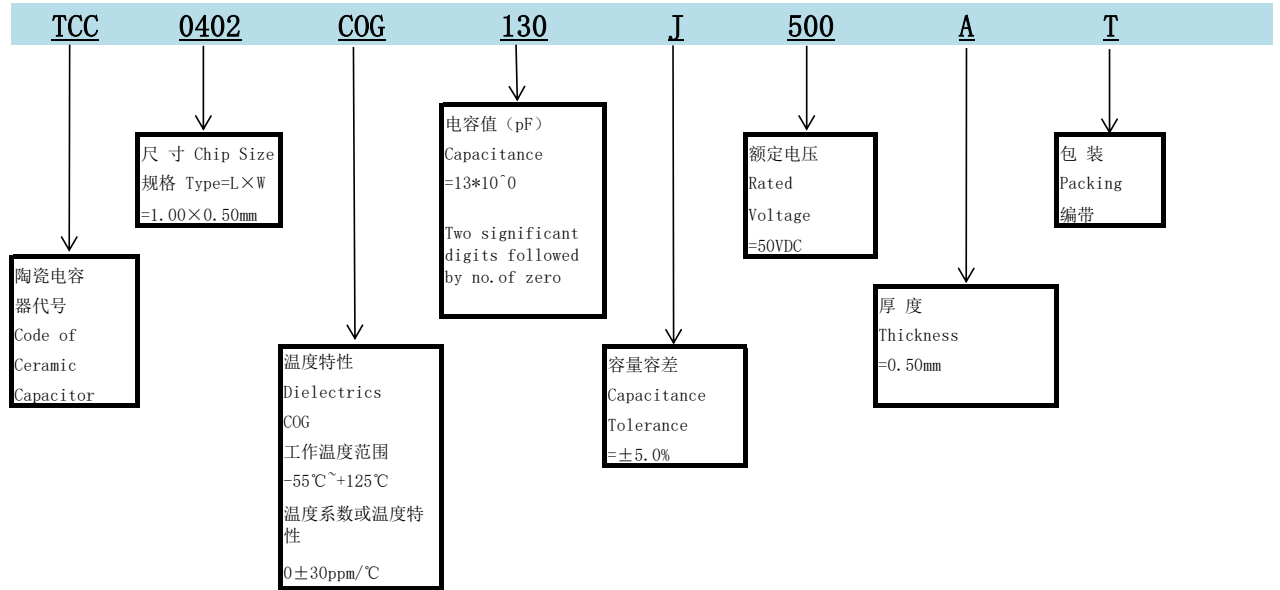 TCC 0402 COG 130 J 500 A T
陶瓷电容
器代号
Code of
Ceramic
Capacitor
尺 寸 Chip Size
规格 Type=L×W
=1.00×0.50mm
温度特性
Dielectrics
COG
工作温度范围
-55℃~+125℃
温度系数或温度特
性
0±30ppm/℃
电容值（pF）
Capacitance
=13*10^0
Two significant
digits followed
by no.of zero
容量容差
Capacitance
Tolerance
=±5.0%
额定电压
Rated
Voltage
=50VDC
厚 度
Thickness
=0.50mm
包 装
Packing
编带